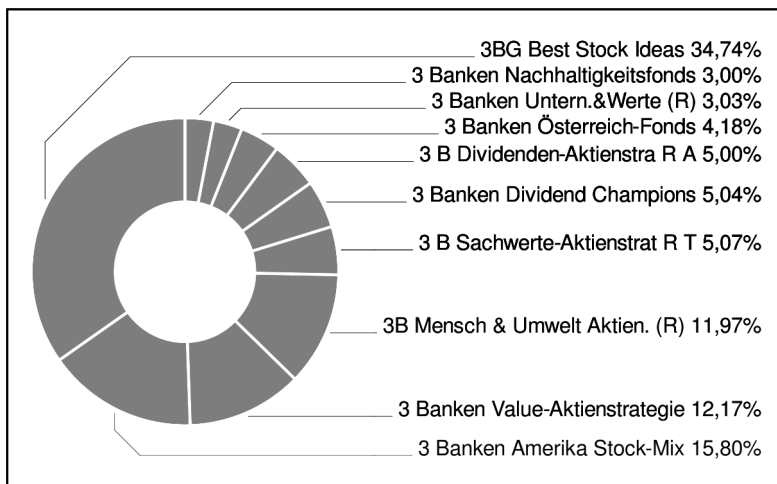 3BG Best Stock Ideas 34,74%
3 Banken Nachhaltigkeitsfonds 3,00%
3 Banken Untern.&Werte (R) 3,03%
3 Banken Österreich-Fonds 4,18%
3 B Dividenden-Aktienstra R A 5,00%
3 Banken Dividend Champions 5,04%
3 B Sachwerte-Aktienstrat R T 5,07%
3B Mensch & Umwelt Aktien. (R) 11,97%
3 Banken Value-Aktienstrategie 12,17%
3 Banken Amerika Stock-Mix 15,80%